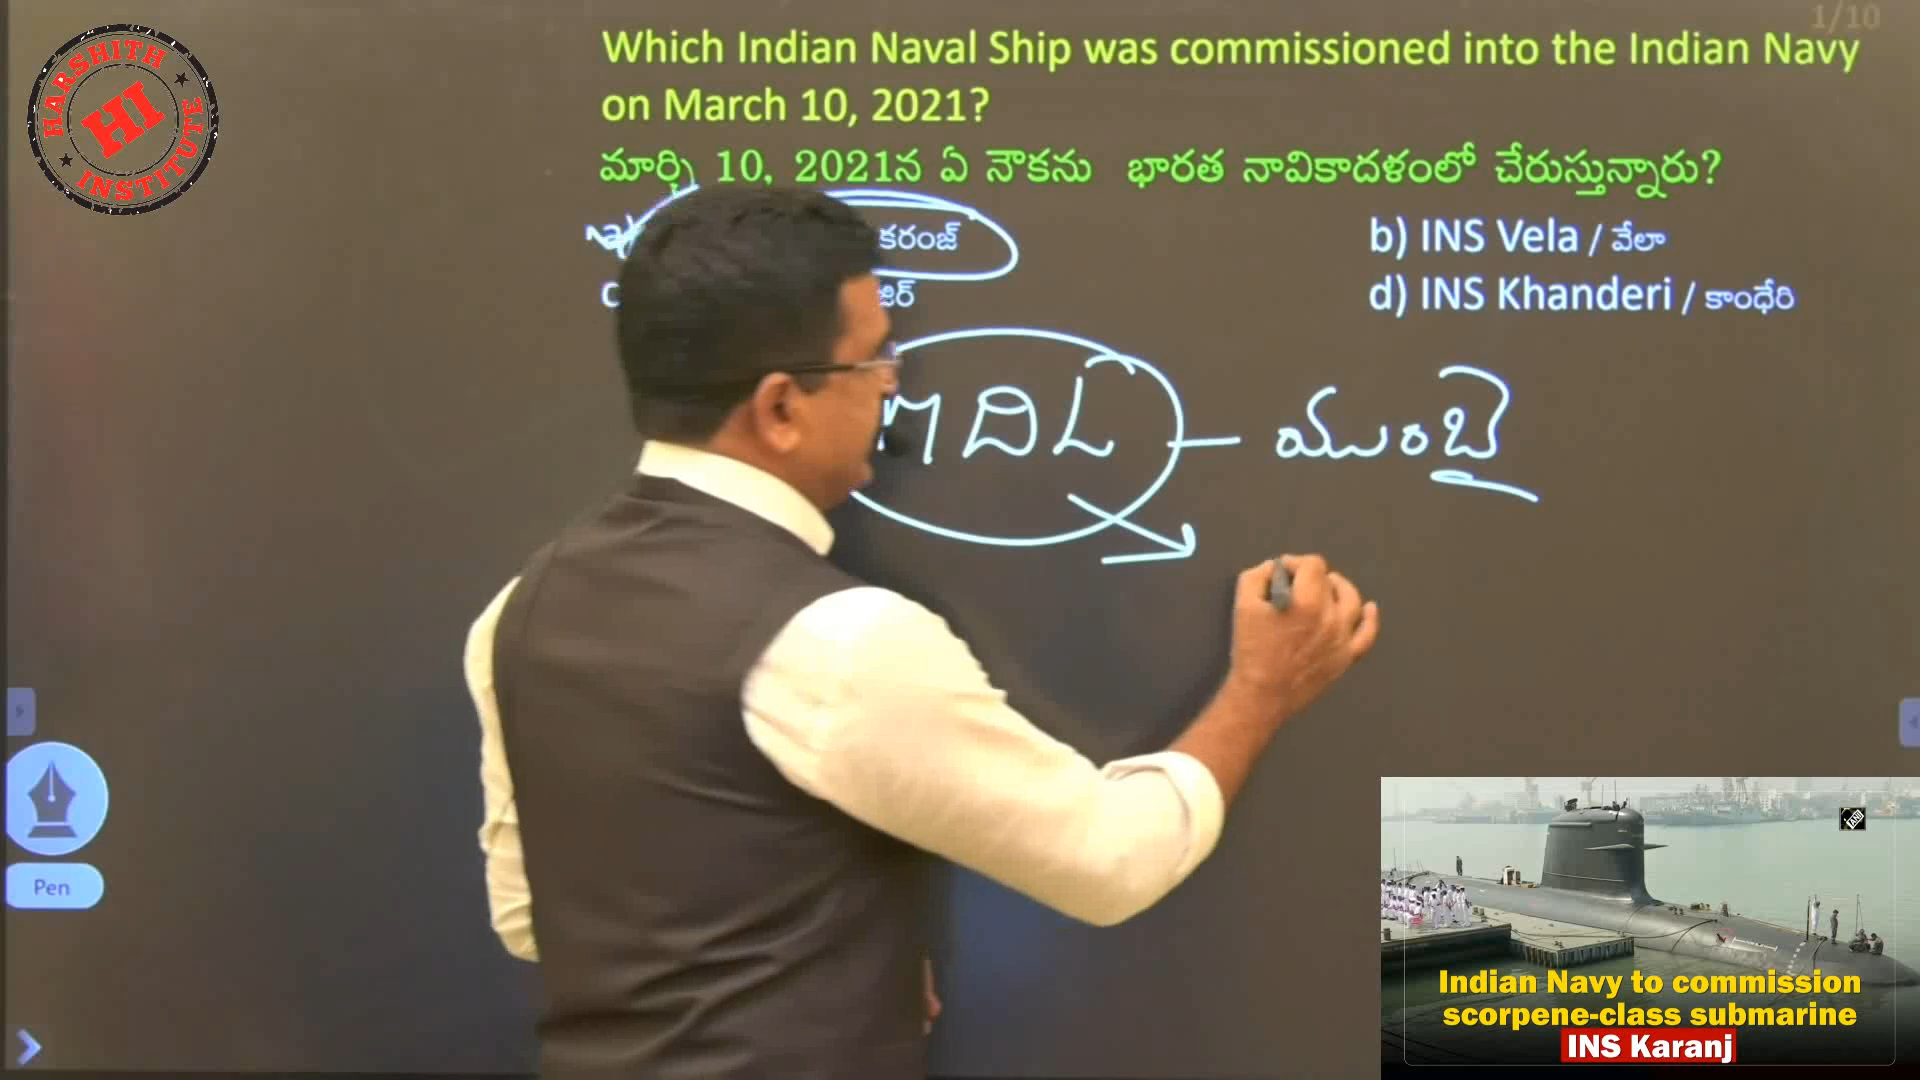 HARSHITH
HI
INSTITUTE
1/10
Which Indian Naval Ship was commissioned into the Indian Navy
on March 10, 2021?
మార్చి 10, 2021న ఏ నౌకను భారత నావికాదళంలో చేరుస్తున్నారు?
a) కరంజ్
b) INS Vela / వేలా
c
d) INS Khanderi / కాంధేరి
MDL – ముంబై
Pen
ANI
Indian Navy to commission
scorpene-class submarine
INS Karanj